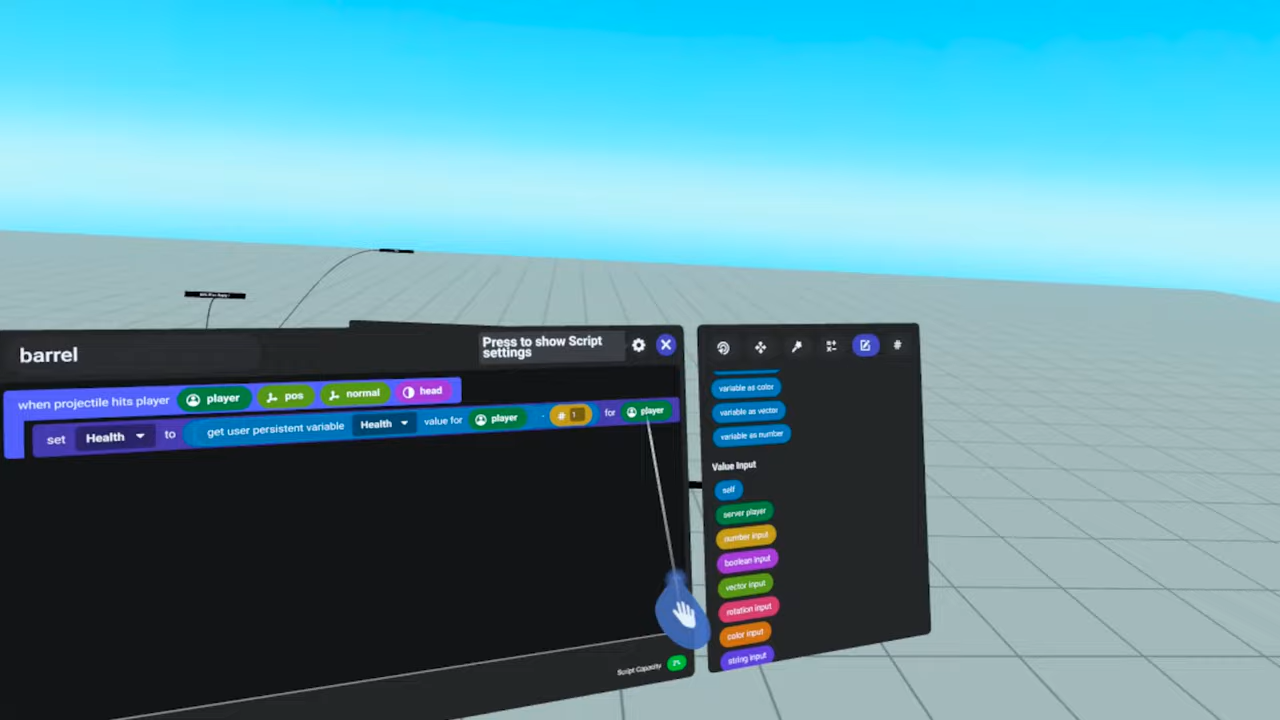 barrel
Press to show Script
settings
when projectile hits player player pos normal head
set Health to get user persistent variable Health value for player - # 1 for player
#
variable as color
variable as vector
variable as number
Value Input
self
server player
number input
boolean input
vector input
rotation input
color input
string input
Script Capacity 2%